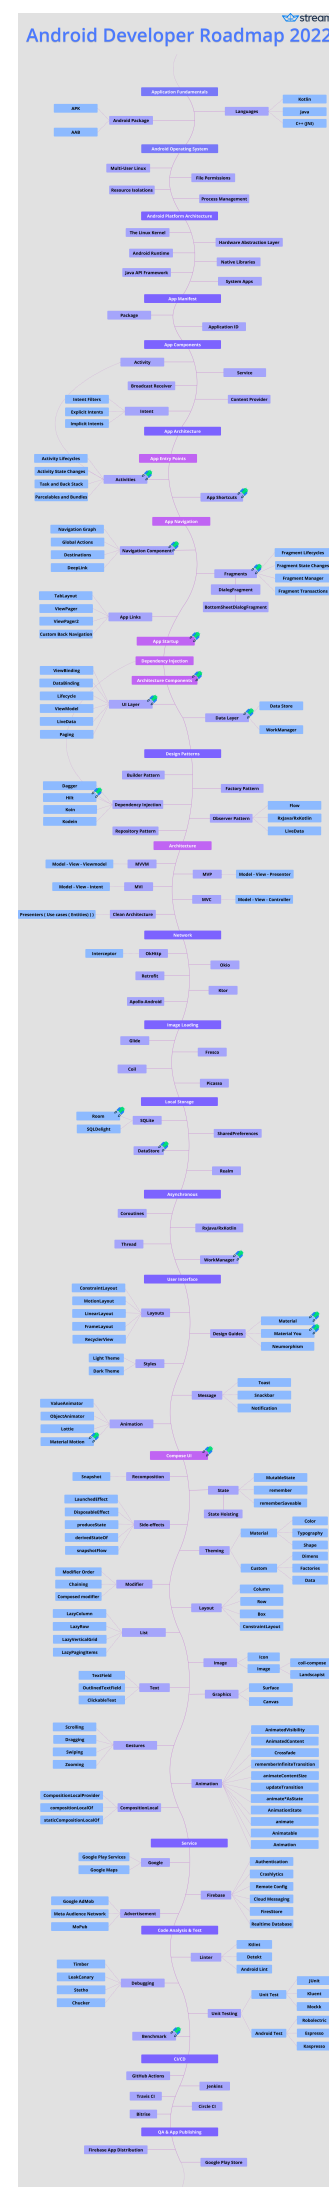 stream
Android Developer Roadmap 2022
Application Fundamentals
Languages
Kotlin
Java
C++ (JNI)
APK
AAB
Android Package
Android Operating System
Multi-User Linux
File Permissions
Resource Isolations
Process Management
Android Platform Architecture
The Linux Kernel
Hardware Abstraction Layer
Android Runtime
Native Libraries
Java API Framework
System Apps
App Manifest
Package
Application ID
App Components
Activity
Service
Broadcast Receiver
Content Provider
Intent Filters
Explicit Intents
Implicit Intents
Intent
App Architecture
App Entry Points
Activity Lifecycles
Activity State Changes
Task and Back Stack
Parcelables and Bundles
Activities
App Shortcuts
App Navigation
Navigation Graph
Global Actions
Destinations
DeepLink
Navigation Component
Fragments
Fragment Lifecycles
Fragment State Changes
Fragment Manager
Fragment Transactions
DialogFragment
BottomSheetDialogFragment
TabLayout
ViewPager
ViewPager2
Custom Back Navigation
App Links
App Startup
Dependency Injection
Architecture Components
ViewBinding
DataBinding
Lifecycle
ViewModel
LiveData
Paging
UI Layer
Data Layer
Data Store
WorkManager
Design Patterns
Builder Pattern
Factory Pattern
Dagger
Hilt
Koin
Kodein
Dependency Injection
Observer Pattern
Flow
RxJava/RxKotlin
LiveData
Repository Pattern
Architecture
Model - View - Viewmodel
MVVM
MVP
Model - View - Presenter
Model - View - Intent
MVI
MVC
Model - View - Controller
Presenters ( Use cases ( Entities) ) )
Clean Architecture
Network
Interceptor
OkHttp
Okio
Retrofit
Ktor
Apollo-Android
Image Loading
Glide
Fresco
Coil
Picasso
Local Storage
Room
SQLDelight
SQLite
SharedPreferences
DataStore
Realm
Asynchronous
Coroutines
RxJava/RxKotlin
Thread
WorkManager
User Interface
ConstraintLayout
MotionLayout
LinearLayout
FrameLayout
RecyclerView
Layouts
Design Guides
Material
Material You
Neumorphism
Light Theme
Dark Theme
Styles
Message
Toast
Snackbar
Notification
ValueAnimator
ObjectAnimator
Lottie
Material Motion
Animation
Compose UI
Snapshot
Recomposition
State
MutableState
remember
rememberSaveable
State Hoisting
LaunchedEffect
DisposableEffect
produceState
derivedStateOf
snapshotFlow
Side-effects
Theming
Material
Color
Typography
Shape
Custom
Dimens
Factories
Data
Modifier Order
Chaining
Composed modifier
Modifier
Layout
Column
Row
Box
ConstraintLayout
LazyColumn
LazyRow
LazyVerticalGrid
LazyPagingItems
Image
Icon
Image
coil-compose
Landscapist
TextField
OutlinedTextField
ClickableText
Text
Graphics
Surface
Canvas
Scrolling
Dragging
Swiping
Zooming
Gestures
Animation
AnimatedVisibility
AnimatedContent
Crossfade
rememberInfiniteTransition
animateContentSize
updateTransition
animate*AsState
AnimationState
animate
Animatable
Animation
CompositionLocalProvider
compositionLocalOf
staticCompositionLocalOf
CompositionLocal
Service
Google Play Services
Google Maps
Google
Firebase
Authentication
Crashlytics
Remote Config
Cloud Messaging
FireStore
Realtime Database
Google AdMob
Meta Audience Network
MoPub
Advertisement
Code Analysis & Test
Linter
Ktlint
Detekt
Android Lint
Timber
LeakCanary
Stetho
Checker
Debugging
Unit Testing
Unit Test
JUnit
Kluent
Mockk
Android Test
Robolectric
Espresso
Kaspresso
Benchmark
CI/CD
GitHub Actions
Jenkins
Travis CI
Circle CI
Bitrise
QA & App Publishing
Firebase App Distribution
Google Play Store